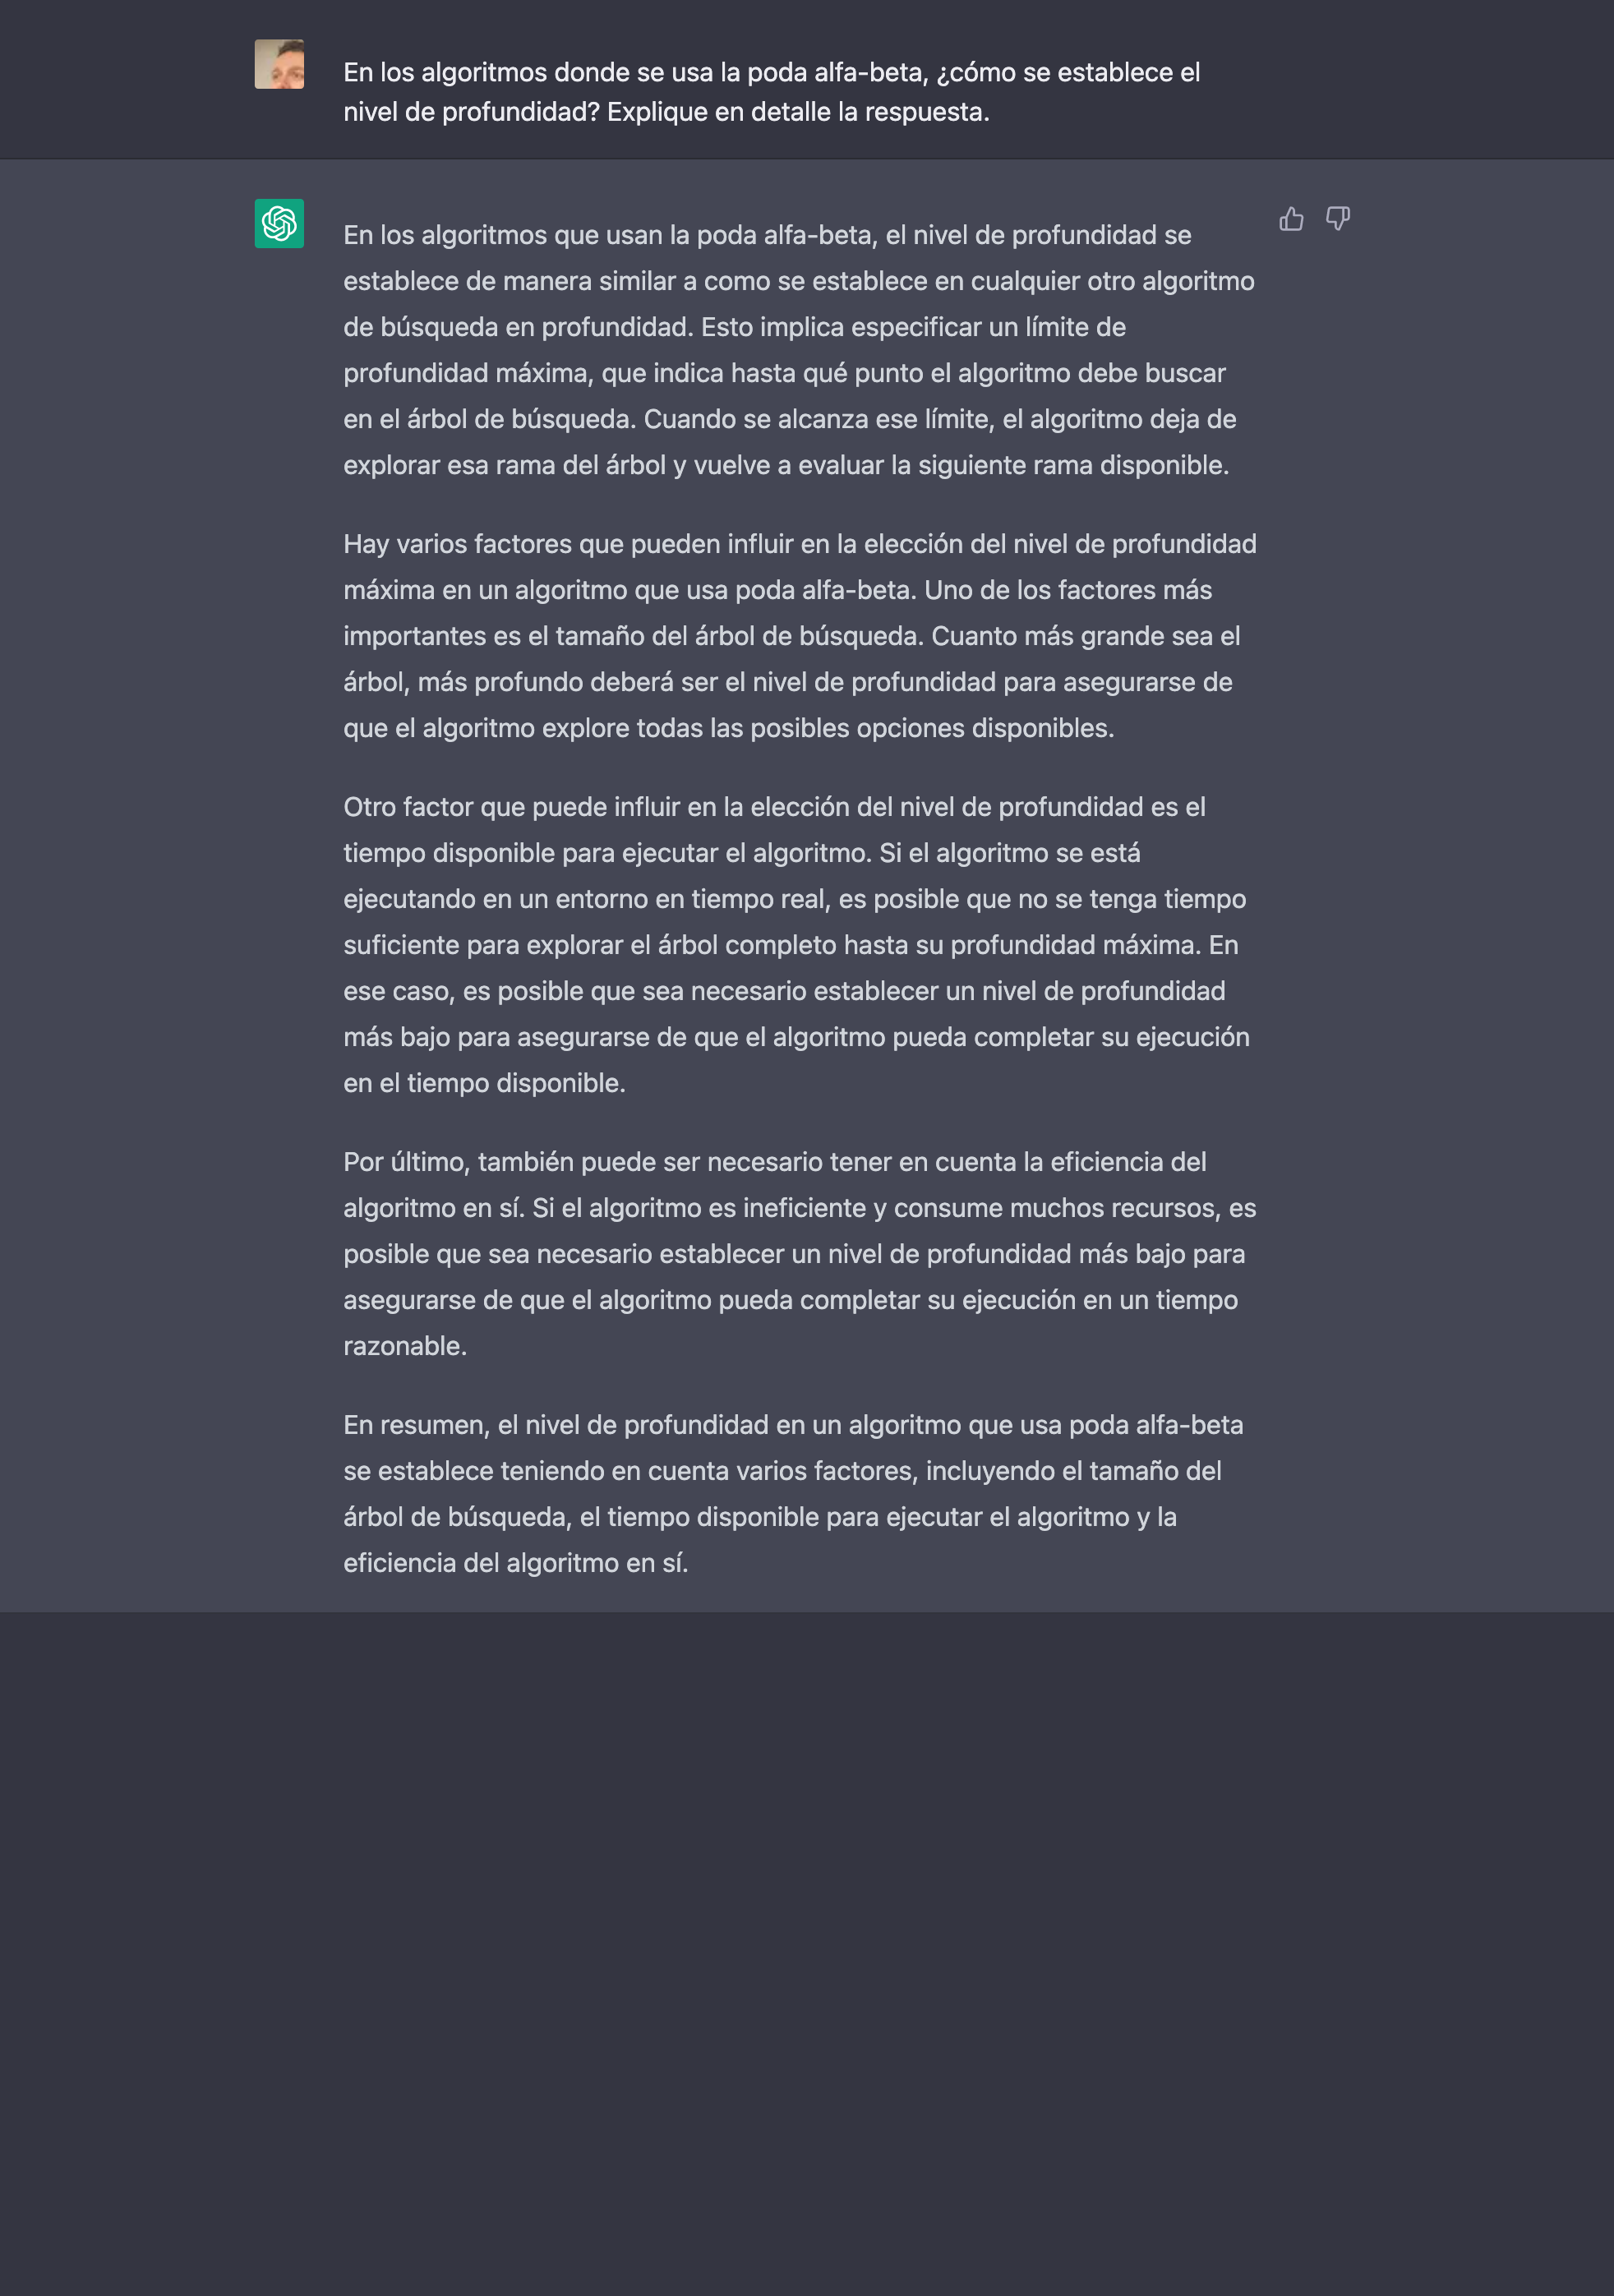 En los algoritmos donde se usa la poda alfa-beta, ¿cómo se establece el
nivel de profundidad? Explique en detalle la respuesta.
En los algoritmos que usan la poda alfa-beta, el nivel de profundidad se
establece de manera similar a como se establece en cualquier otro algoritmo
de búsqueda en profundidad. Esto implica especificar un límite de
profundidad máxima, que indica hasta qué punto el algoritmo debe buscar
en el árbol de búsqueda. Cuando se alcanza ese límite, el algoritmo deja de
explorar esa rama del árbol y vuelve a evaluar la siguiente rama disponible.
Hay varios factores que pueden influir en la elección del nivel de profundidad
máxima en un algoritmo que usa poda alfa-beta. Uno de los factores más
importantes es el tamaño del árbol de búsqueda. Cuanto más grande sea el
árbol, más profundo deberá ser el nivel de profundidad para asegurarse de
que el algoritmo explore todas las posibles opciones disponibles.
Otro factor que puede influir en la elección del nivel de profundidad es el
tiempo disponible para ejecutar el algoritmo. Si el algoritmo se está
ejecutando en un entorno en tiempo real, es posible que no se tenga tiempo
suficiente para explorar el árbol completo hasta su profundidad máxima. En
ese caso, es posible que sea necesario establecer un nivel de profundidad
más bajo para asegurarse de que el algoritmo pueda completar su ejecución
en el tiempo disponible.
Por último, también puede ser necesario tener en cuenta la eficiencia del
algoritmo en sí. Si el algoritmo es ineficiente y consume muchos recursos, es
posible que sea necesario establecer un nivel de profundidad más bajo para
asegurarse de que el algoritmo pueda completar su ejecución en un tiempo
razonable.
En resumen, el nivel de profundidad en un algoritmo que usa poda alfa-beta
se establece teniendo en cuenta varios factores, incluyendo el tamaño del
árbol de búsqueda, el tiempo disponible para ejecutar el algoritmo y la
eficiencia del algoritmo en sí.